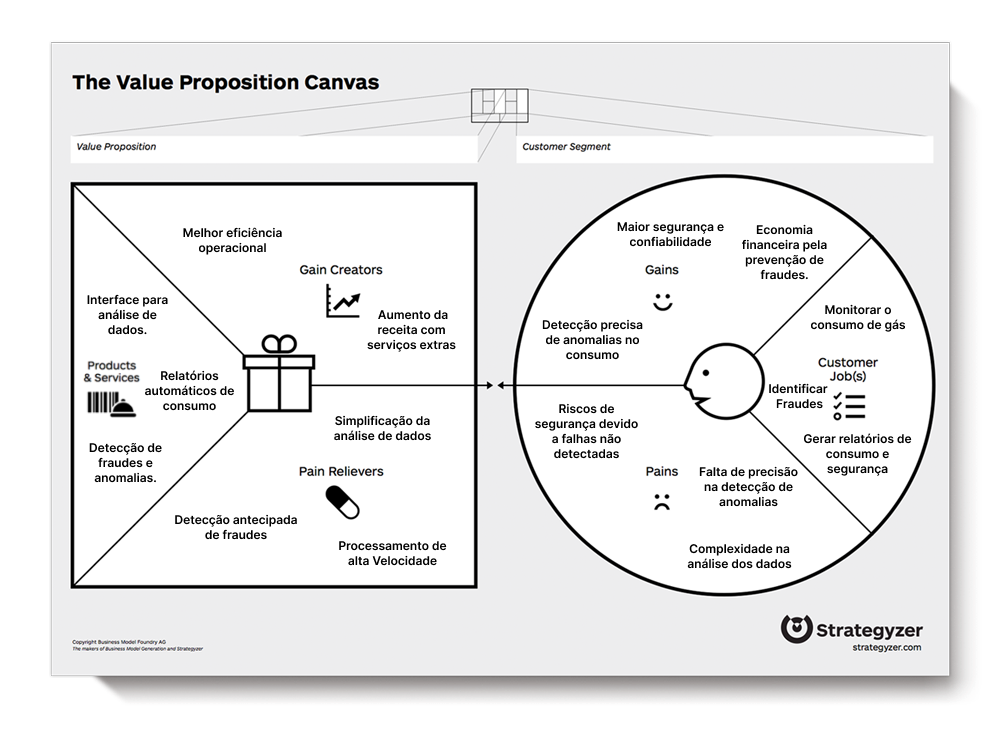 The Value Proposition Canvas
Value Proposition
Customer Segment
Melhor eficiência
operacional
Gain Creators
Aumento da
receita com
serviços extras
Interface para
análise de
dados.
Products
& Services
Relatórios
automáticos de
consumo
Detecção de
fraudes e
anomalias.
Simplificação da
análise de dados
Pain Relievers
Detecção antecipada
de fraudes
Processamento de
alta Velocidade
Maior segurança e
confiabilidade
Economia
financeira pela
prevenção de
fraudes.
Gains
Detecção precisa
de anomalias no
consumo
Monitorar o
consumo de gás
Customer
Job(s)
Identificar
Fraudes
Gerar relatórios de
consumo e
segurança
Riscos de
segurança devido
a falhas não
detectadas
Pains
Falta de precisão
na detecção de
anomalias
Complexidade na
análise dos dados
Copyright Business Model Foundry AG
The makers of Business Model Generation and Strategyzer
Strategyzer
strategyzer.com